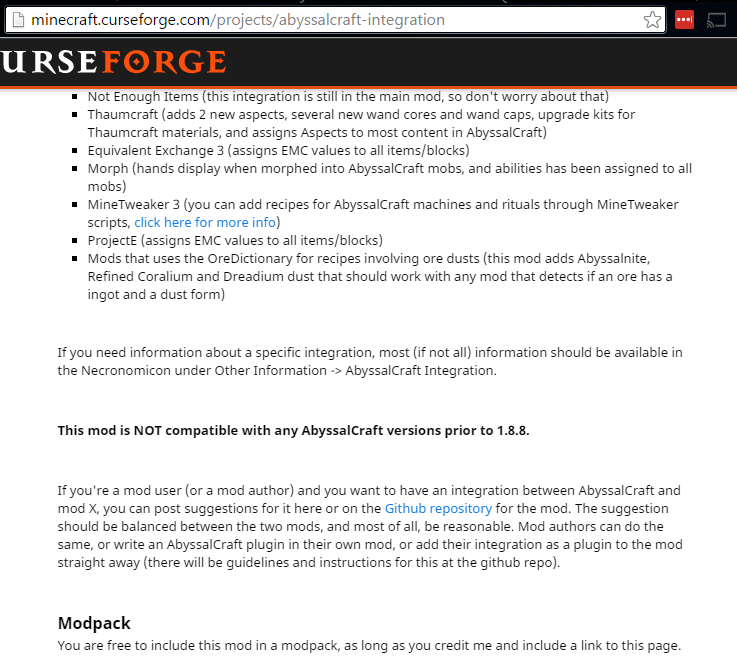 minecraft.curseforge.com/projects/abyssalcraft-integration
URSEFORGE
Not Enough Items (this integration is still in the main mod, so don't worry about that)
Thaumcraft (adds 2 new aspects, several new wand cores and wand caps, upgrade kits for
Thaumcraft materials, and assigns Aspects to most content in AbyssalCraft)
Equivalent Exchange 3 (assigns EMC values to all items/blocks)
Morph (hands display when morphed into AbyssalCraft mobs, and abilities has been assigned to all
mobs)
MineTweaker 3 (you can add recipes for AbyssalCraft machines and rituals through MineTweaker
scripts, click here for more info)
ProjectE (assigns EMC values to all items/blocks)
Mods that uses the OreDictionary for recipes involving ore dusts (this mod adds Abyssalnite,
Refined Coralium and Dreadium dust that should work with any mod that detects if an ore has a
ingot and a dust form)
If you need information about a specific integration, most (if not all) information should be available in
the Necronomicon under Other Information -> AbyssalCraft Integration.
This mod is NOT compatible with any AbyssalCraft versions prior to 1.8.8.
If you're a mod user (or a mod author) and you want to have an integration between AbyssalCraft and
mod X, you can post suggestions for it here or on the Github repository for the mod. The suggestion
should be balanced between the two mods, and most of all, be reasonable. Mod authors can do the
same, or write an AbyssalCraft plugin in their own mod, or add their integration as a plugin to the mod
straight away (there will be guidelines and instructions for this at the github repo).
Modpack
You are free to include this mod in a modpack, as long as you credit me and include a link to this page.